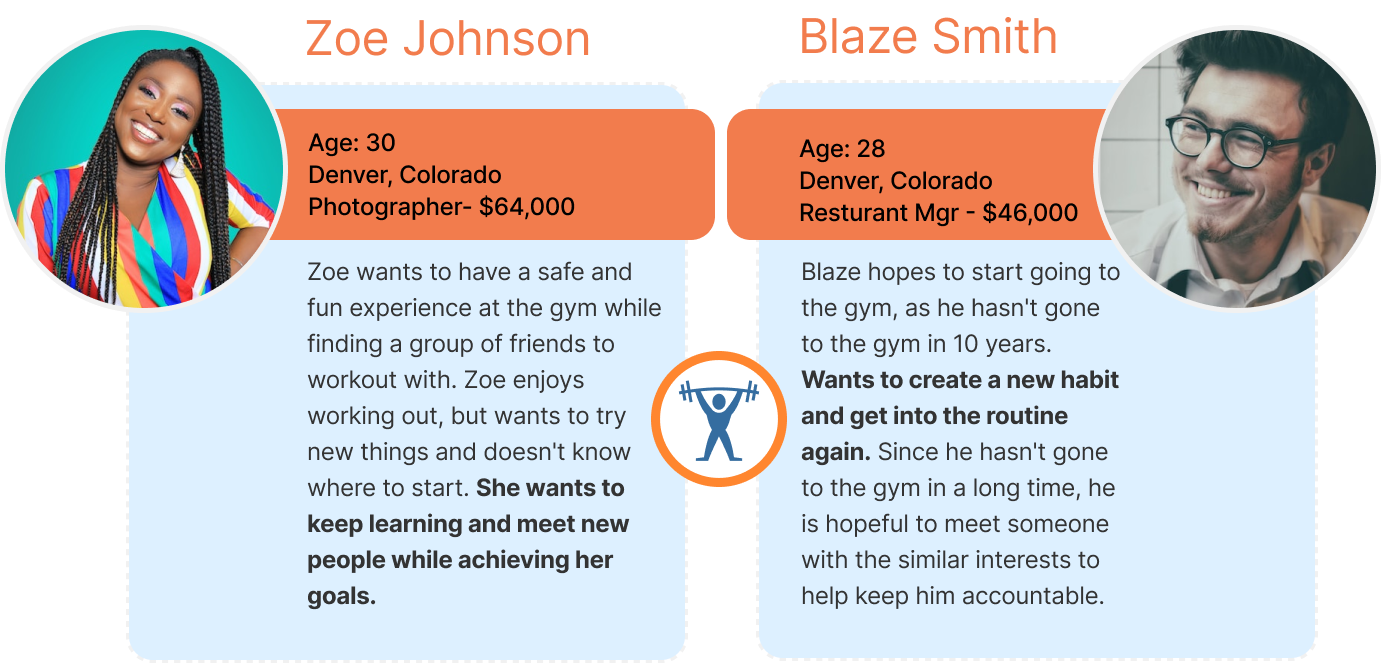 Zoe Johnson
Age: 30
Denver, Colorado
Photographer- $64,000
Zoe wants to have a safe and
fun experience at the gym while
finding a group of friends to
workout with. Zoe enjoys
working out, but wants to try
new things and doesn't know
where to start. She wants to
keep learning and meet new
people while achieving her
goals.
Blaze Smith
Age: 28
Denver, Colorado
Resturant Mgr - $46,000
Blaze hopes to start going to
the gym, as he hasn't gone
to the gym in 10 years.
Wants to create a new habit
and get into the routine
again. Since he hasn't gone
to the gym in a long time, he
is hopeful to meet someone
with the similar interests to
help keep him accountable.